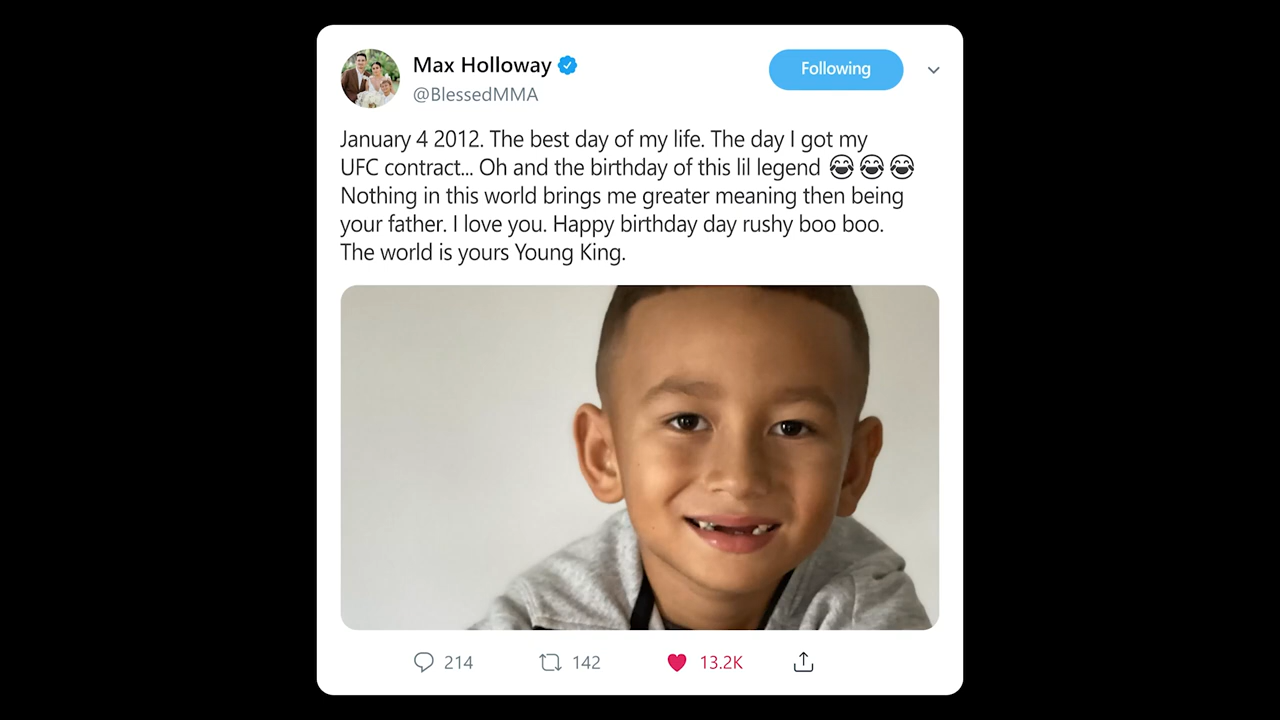 Max Holloway
Following
@BlessedMMA
January 4 2012. The best day of my life. The day I got my
UFC contract... Oh and the birthday of this lil legend 😂😂😂
Nothing in this world brings me greater meaning then being
your father. I love you. Happy birthday day rushy boo boo.
The world is yours Young King.
214 142 13.2K